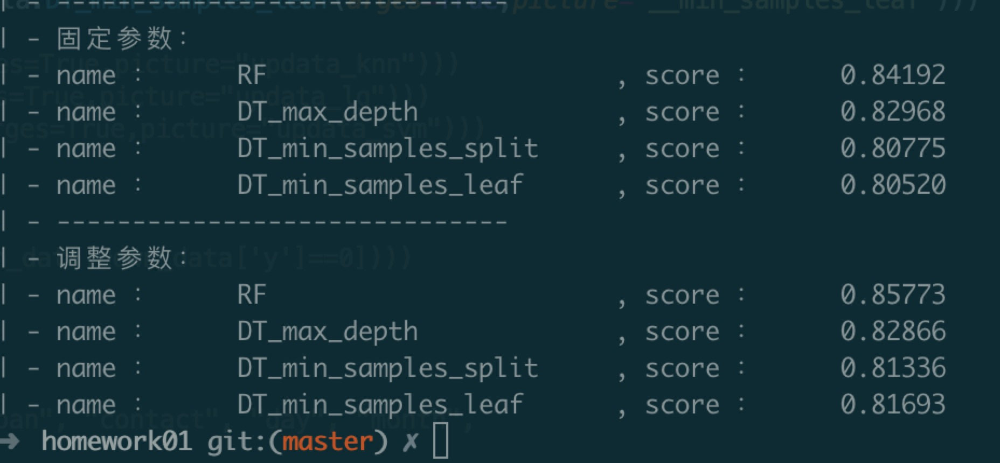 | - ------------------------------
| - 固定参数：
| - name : RF , score : 0.84192
| - name : DT_max_depth , score : 0.82968
| - name : DT_min_samples_split , score : 0.80775
| - name : DT_min_samples_leaf , score : 0.80520
| - ------------------------------
| - 调整参数：
| - name : RF , score : 0.85773
| - name : DT_max_depth , score : 0.82866
| - name : DT_min_samples_split , score : 0.81336
| - name : DT_min_samples_leaf , score : 0.81693
➜ homework01 git:(master) ✗